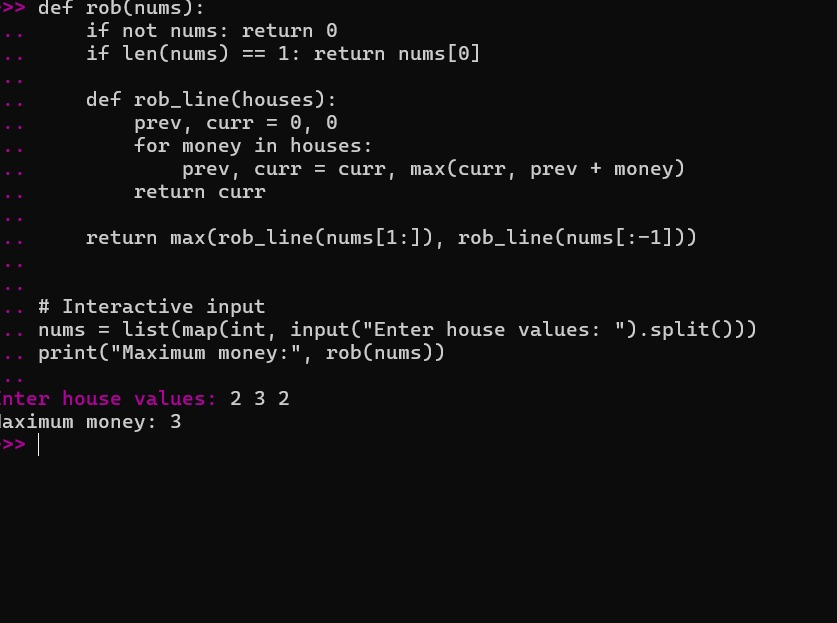 >> def rob(nums):
..     if not nums: return 0
..     if len(nums) == 1: return nums[0]
..
..     def rob_line(houses):
..         prev, curr = 0, 0
..         for money in houses:
..             prev, curr = curr, max(curr, prev + money)
..         return curr
..
..     return max(rob_line(nums[1:]), rob_line(nums[:-1]))
..
..
.. # Interactive input
.. nums = list(map(int, input("Enter house values: ").split()))
.. print("Maximum money:", rob(nums))
..
nter house values: 2 3 2
aximum money: 3
>>